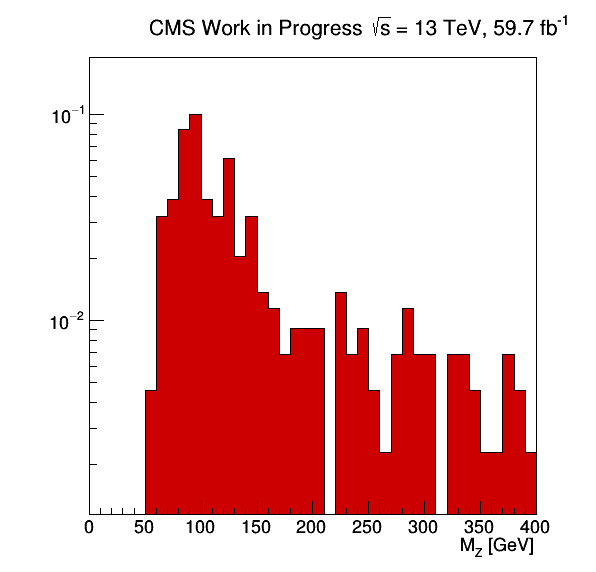 CMS Work in Progress √s = 13 TeV, 59.7 fb⁻¹
10⁻¹
10⁻²
0 50 100 150 200 250 300 350 400
M_Z [GeV]